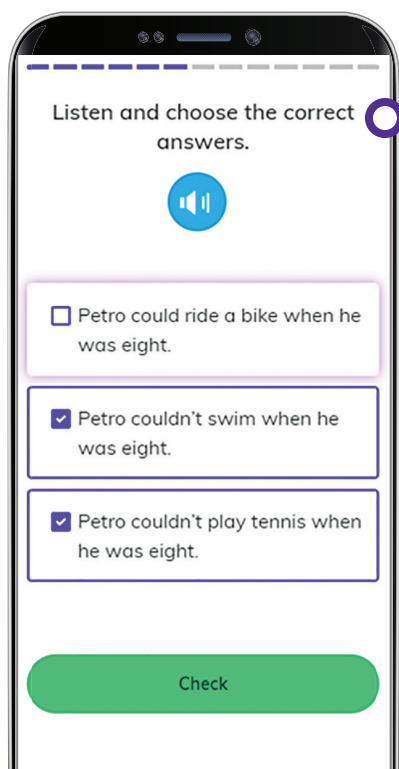 Listen and choose the correct
answers.
Petro could ride a bike when he
was eight.
Petro couldn't swim when he
was eight.
Petro couldn't play tennis when
he was eight.
Check